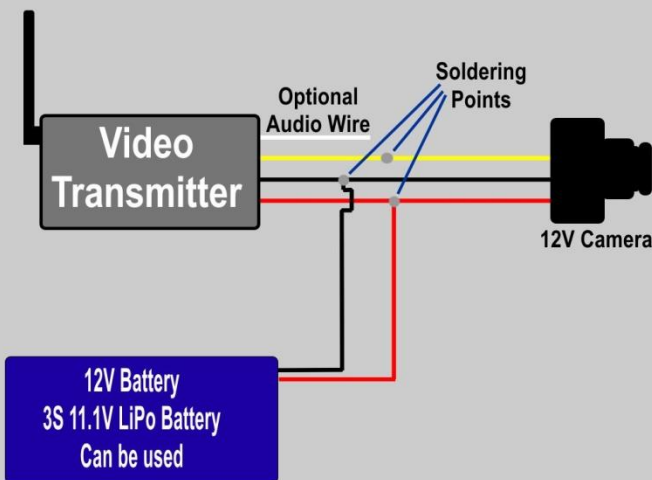 Optional
Audio Wire
Soldering
Points
Video
Transmitter
12V Camera
12V Battery
3S 11.1V LiPo Battery
Can be used